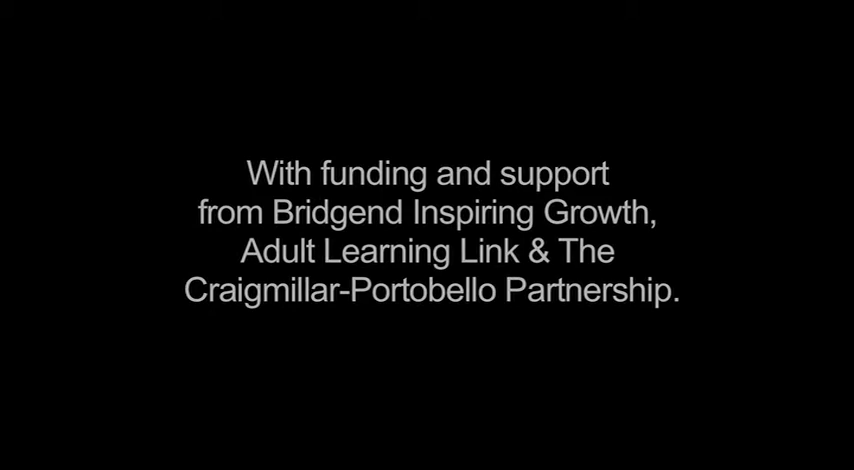 With funding and support
from Bridgend Inspiring Growth,
Adult Learning Link & The
Craigmillar-Portobello Partnership.